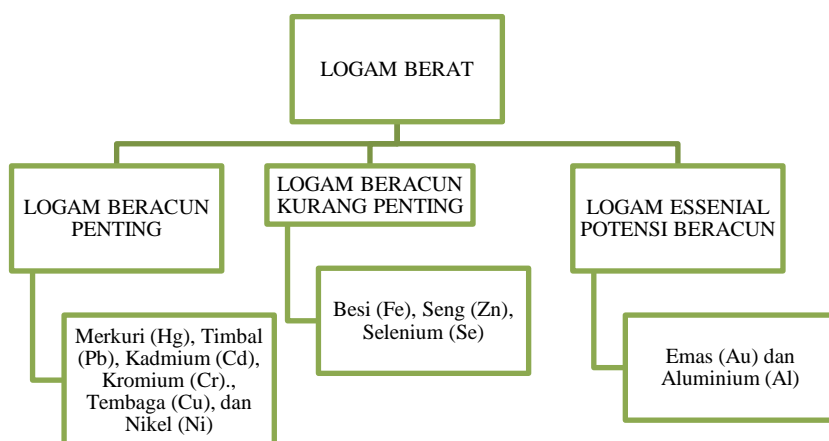 LOGAM BERAT
LOGAM BERACUN
PENTING
Merkuri (Hg), Timbal
(Pb), Kadmium (Cd),
Kromium (Cr).,
Tembaga (Cu), dan
Nikel (Ni)
LOGAM BERACUN
KURANG PENTING
Besi (Fe), Seng (Zn),
Selenium (Se)
LOGAM ESSENIAL
POTENSI BERACUN
Emas (Au) dan
Aluminium (Al)